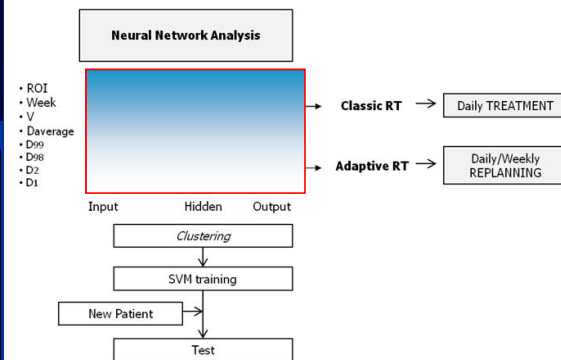 Neural Network Analysis
• ROI
• Week
• V
• Daverage
• D99
• D98
• D2
• D1
Classic RT
Daily TREATMENT
Adaptive RT
Daily/Weekly
REPLANNING
Input Hidden Output
Clustering
SVM training
New Patient
Test